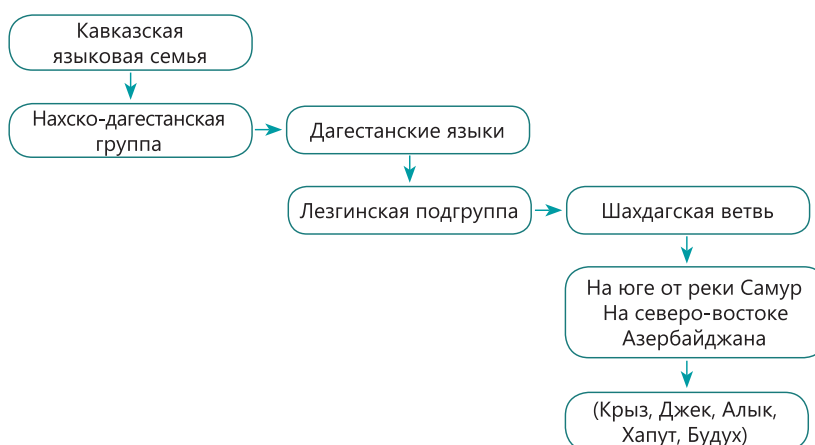 Кавказская
языковая семья
Нахско-дагестанская
группа
Дагестанские языки
Лезгинская подгруппа
Шахдагская ветвь
На юге от реки Самур
На северо-востоке
Азербайджана
(Крыз, Джек, Алык,
Хапут, Будух)